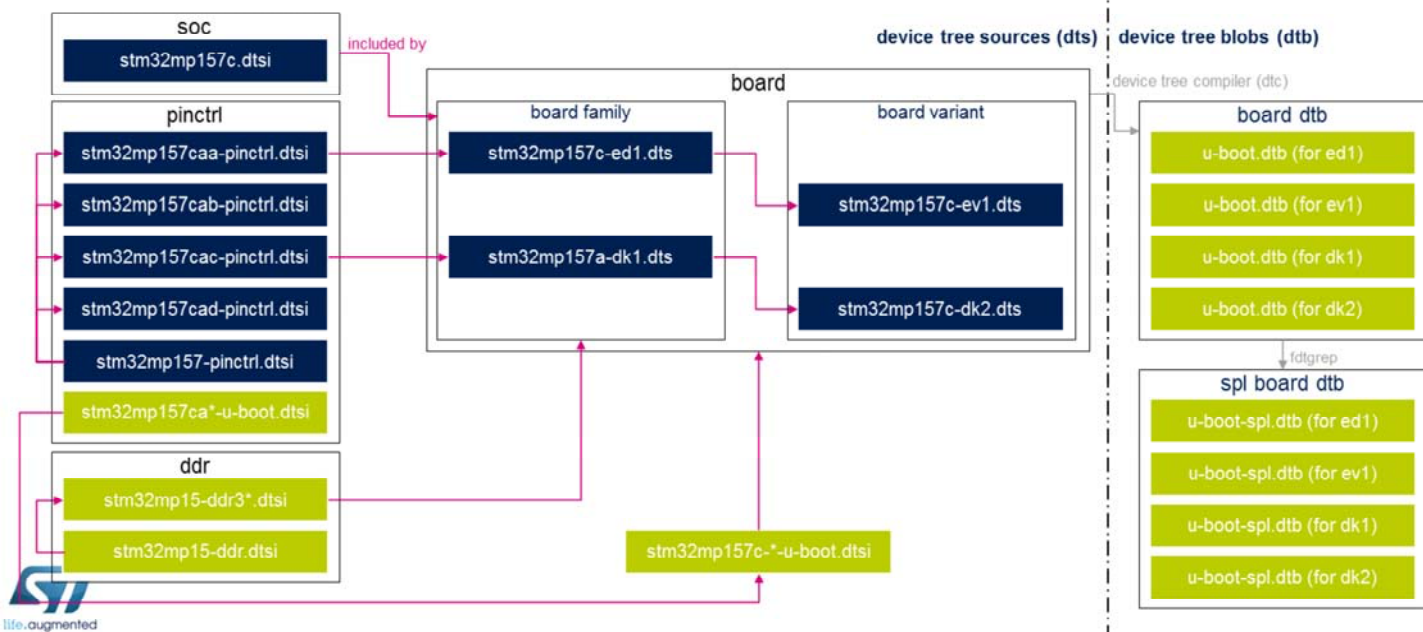 soc
stm32mp157c.dtsi
included by
device tree sources (dts)
device tree blobs (dtb)
pinctrl
stm32mp157caa-pinctrl.dtsi
stm32mp157cab-pinctrl.dtsi
stm32mp157cac-pinctrl.dtsi
stm32mp157cad-pinctrl.dtsi
stm32mp157-pinctrl.dtsi
stm32mp157ca*-u-boot.dtsi
ddr
stm32mp15-ddr3*.dtsi
stm32mp15-ddr.dtsi
board
board family
stm32mp157c-ed1.dts
stm32mp157a-dk1.dts
board variant
stm32mp157c-ev1.dts
stm32mp157c-dk2.dts
stm32mp157c-*-u-boot.dtsi
device tree compiler (dtc)
board dtb
u-boot.dtb (for ed1)
u-boot.dtb (for ev1)
u-boot.dtb (for dk1)
u-boot.dtb (for dk2)
fdtgrep
spl board dtb
u-boot-spl.dtb (for ed1)
u-boot-spl.dtb (for ev1)
u-boot-spl.dtb (for dk1)
u-boot-spl.dtb (for dk2)
ST
life.augmented